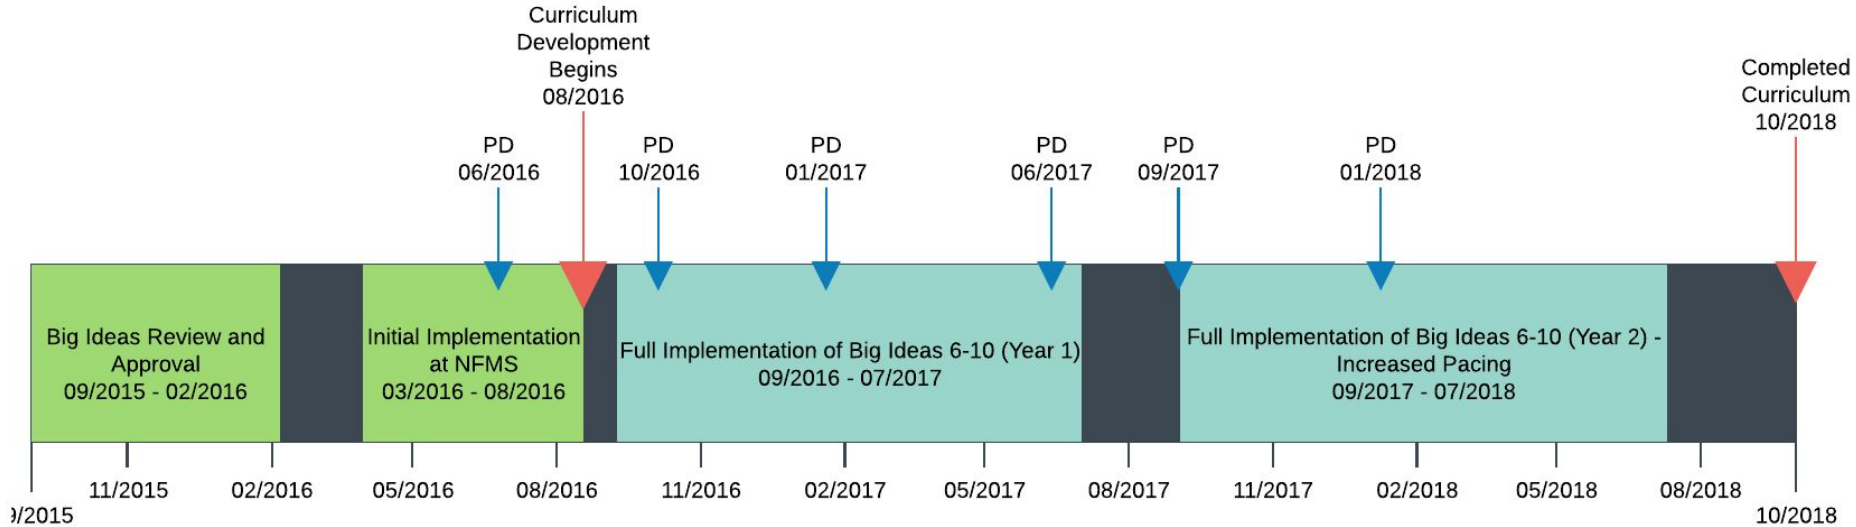 Curriculum
Development
Begins
08/2016
Completed
Curriculum
10/2018
PD
06/2016
PD
10/2016
PD
01/2017
PD
06/2017
PD
09/2017
PD
01/2018
Big Ideas Review and
Approval
09/2015 - 02/2016
Initial Implementation
at NFMS
03/2016 - 08/2016
Full Implementation of Big Ideas 6-10 (Year 1)
09/2016 - 07/2017
Full Implementation of Big Ideas 6-10 (Year 2) -
Increased Pacing
09/2017 - 07/2018
11/2015
02/2016
05/2016
08/2016
11/2016
02/2017
05/2017
08/2017
11/2017
02/2018
05/2018
08/2018
9/2015
10/2018